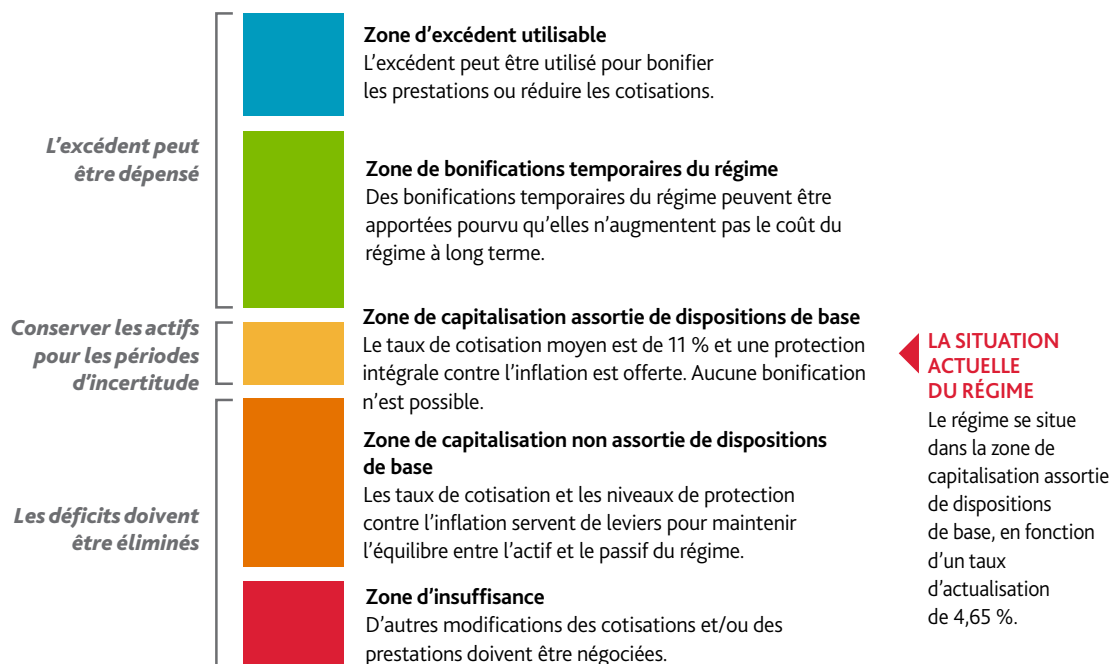 Zone d'excédent utilisable
L'excédent peut être utilisé pour bonifier
les prestations ou réduire les cotisations.
L'excédent peut
être dépensé
Zone de bonifications temporaires du régime
Des bonifications temporaires du régime peuvent être
apportées pourvu qu'elles n'augmentent pas le coût du
régime à long terme.
Conserver les actifs
pour les périodes
d'incertitude
Zone de capitalisation assortie de dispositions de base
Le taux de cotisation moyen est de 11 % et une protection
intégrale contre l'inflation est offerte. Aucune bonification
n'est possible.
Zone de capitalisation non assortie de dispositions
de base
Les taux de cotisation et les niveaux de protection
contre l'inflation servent de leviers pour maintenir
l'équilibre entre l'actif et le passif du régime.
Les déficits doivent
être éliminés
Zone d'insuffisance
D'autres modifications des cotisations et/ou des
prestations doivent être négociées.
LA SITUATION
ACTUELLE
DU RÉGIME
Le régime se situe
dans la zone de
capitalisation assortie
de dispositions
de base, en fonction
d'un taux
d'actualisation
de 4,65 %.